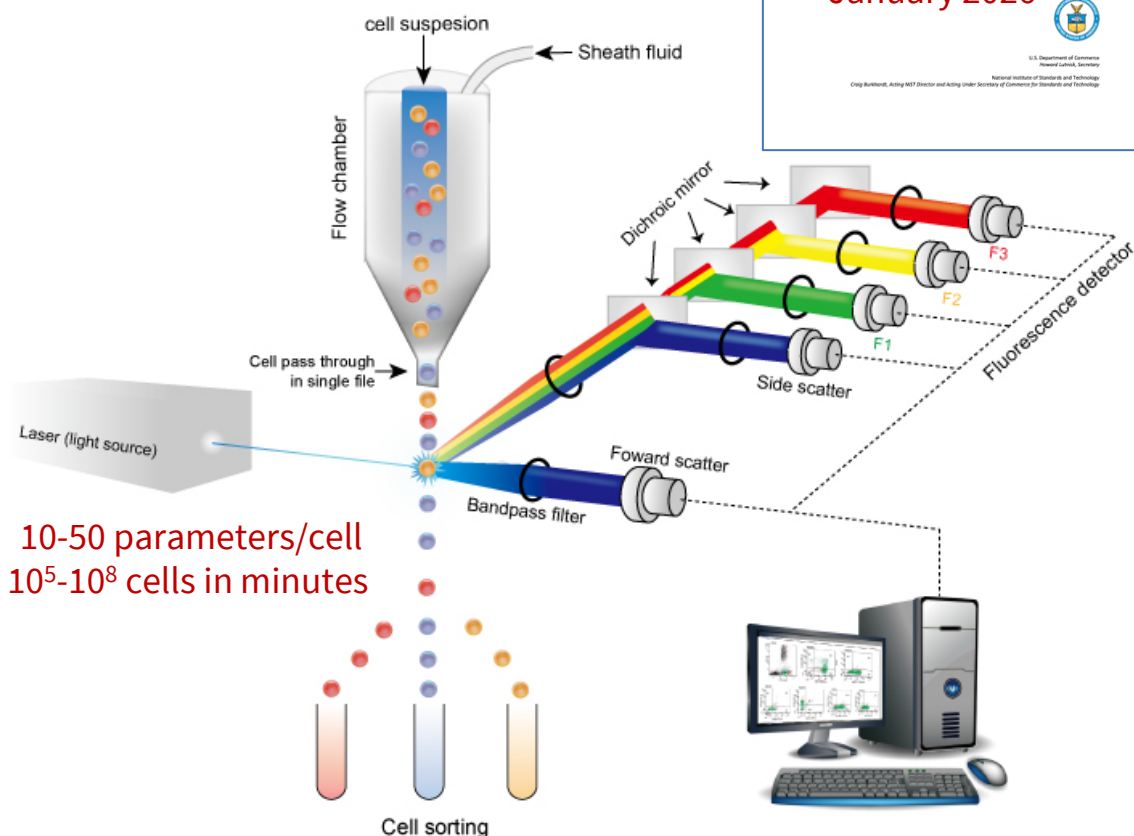 January 2026
U.S. Department of Commerce
Howard Lutnick, Secretary
National Institute of Standards and Technology
Craig Burkhardt, Acting NIST Director and Acting Under Secretary of Commerce for Standards and Technology
cell suspesion
Sheath fluid
Flow chamber
Dichroic mirror
F3
F2
F1
Fluorescence detector
Cell pass through
in single file
Side scatter
Laser (light source)
Foward scatter
Bandpass filter
10-50 parameters/cell
10⁵-10⁸ cells in minutes
Cell sorting